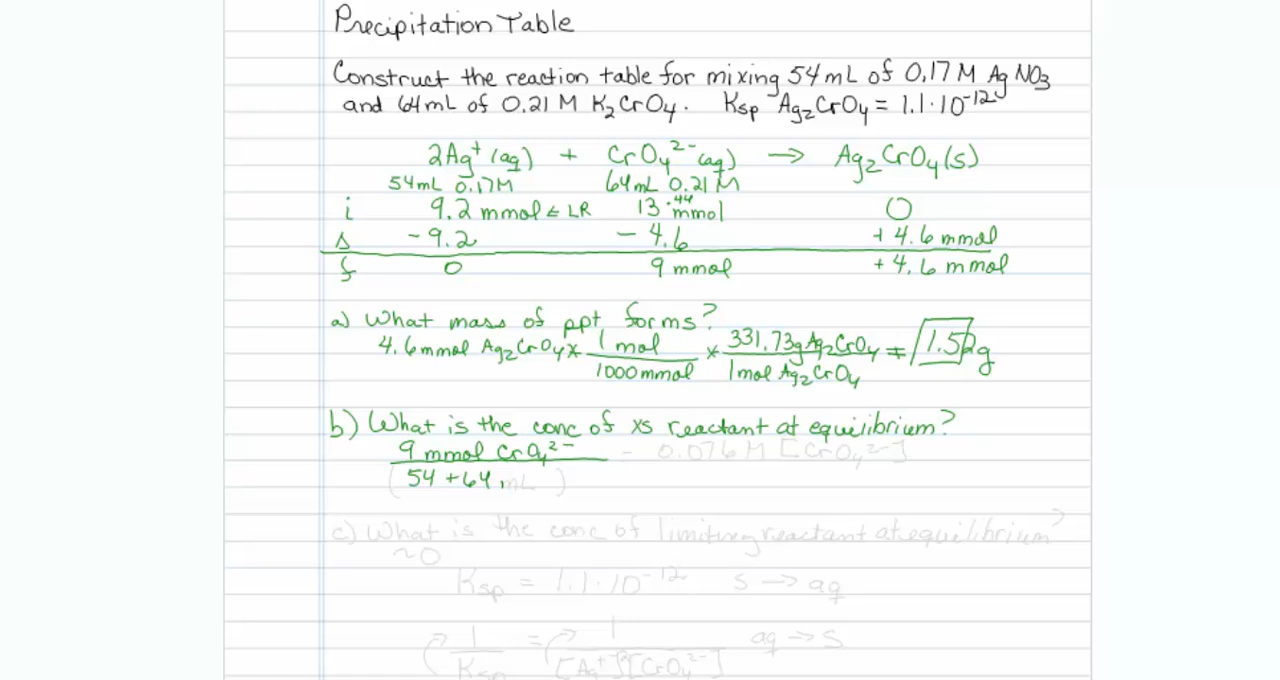 Precipitation Table
Construct the reaction table for mixing 54 mL of 0.17 M AgNO3
and 64 mL of 0.21 M K2CrO4. Ksp Ag2CrO4 = 1.1·10^-12
2Ag+ (aq) + CrO4^2- (aq) → Ag2CrO4(s)
54mL 0.17M 64mL 0.21 M
i 9.2 mmol ← LR 13.44 mmol 0
Δ - 9.2 - 4.6 + 4.6 mmol
f 0 9 mmol + 4.6 mmol
a) What mass of ppt forms?
4.6mmol Ag2CrO4 × 1 mol / 1000 mmol × 331.73g Ag2CrO4 / 1mol Ag2CrO4 = 1.52g
b) What is the conc of xs reactant at equilibrium?
9 mmol CrO4^2- / (54 + 64 mL) = 0.076 M [CrO4^2-]
c) What is the conc of limiting reactant at equilibrium?
~0
Ksp = 1.1·10^-12 s → aq
1 / Ksp = 1 / [Ag+]^2[CrO4^2-] aq → s